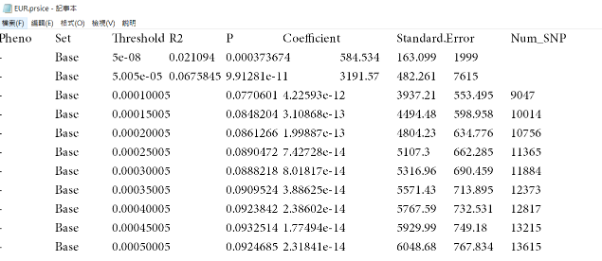 EUR.prsice - 記事本
檔案(F) 編輯(E) 格式(O) 檢視(V) 說明
Pheno Set Threshold R2 P Coefficient Standard.Error Num_SNP
- Base 5e-08 0.021094 0.000373674 584.534 163.099 1999
- Base 5.005e-05 0.0675845 9.91281e-11 3191.57 482.261 7615
- Base 0.00010005 0.0770601 4.22593e-12 3937.21 553.495 9047
- Base 0.00015005 0.0848204 3.10868e-13 4494.48 598.958 10014
- Base 0.00020005 0.0861266 1.99887e-13 4804.23 634.776 10756
- Base 0.00025005 0.0890472 7.42728e-14 5107.3 662.285 11365
- Base 0.00030005 0.0888218 8.01817e-14 5316.96 690.459 11884
- Base 0.00035005 0.0909524 3.88625e-14 5571.43 713.895 12373
- Base 0.00040005 0.0923842 2.38602e-14 5767.59 732.531 12817
- Base 0.00045005 0.0932514 1.77494e-14 5929.99 749.18 13215
- Base 0.00050005 0.0924685 2.31841e-14 6048.68 767.834 13615